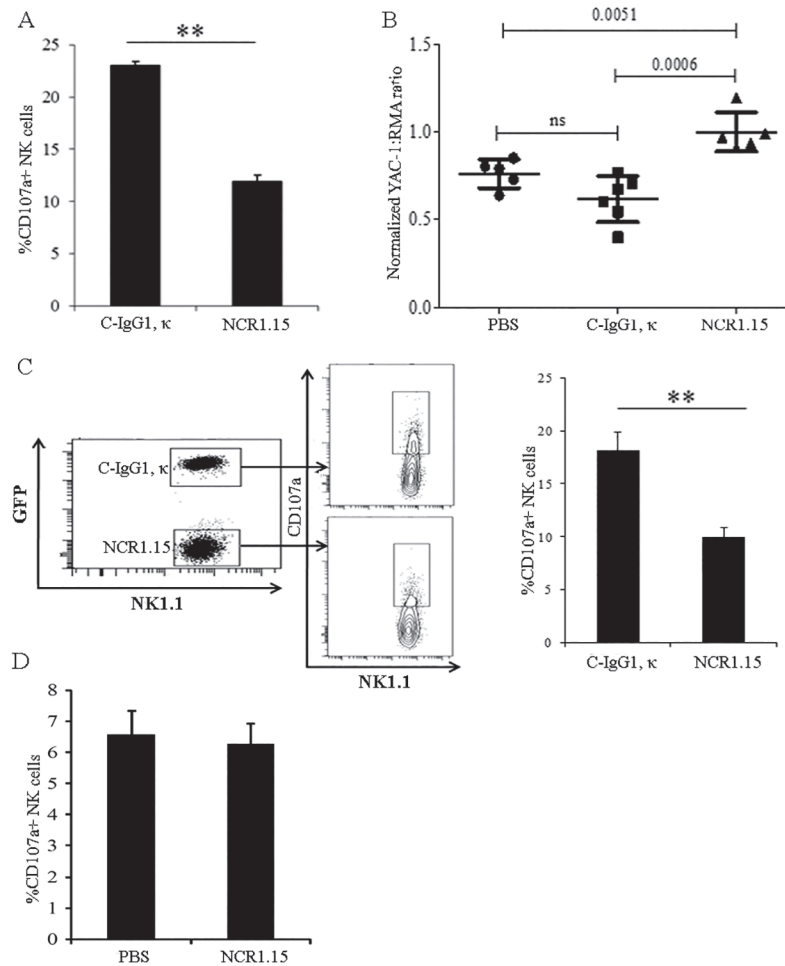 A
**
25
20
15
10
5
0
%CD107a+ NK cells
C-IgG1, κ
NCR1.15
B
0.0051
0.0006
ns
1.5
1.0
0.5
0.0
Normalized YAC-1:RMA ratio
PBS
C-IgG1, κ
NCR1.15
C
GFP
C-IgG1, κ
NCR1.15
NK1.1
CD107a
NK1.1
**
25
20
15
10
5
0
%CD107a+ NK cells
C-IgG1, κ
NCR1.15
D
8
7
6
5
4
3
2
1
0
%CD107a+ NK cells
PBS
NCR1.15